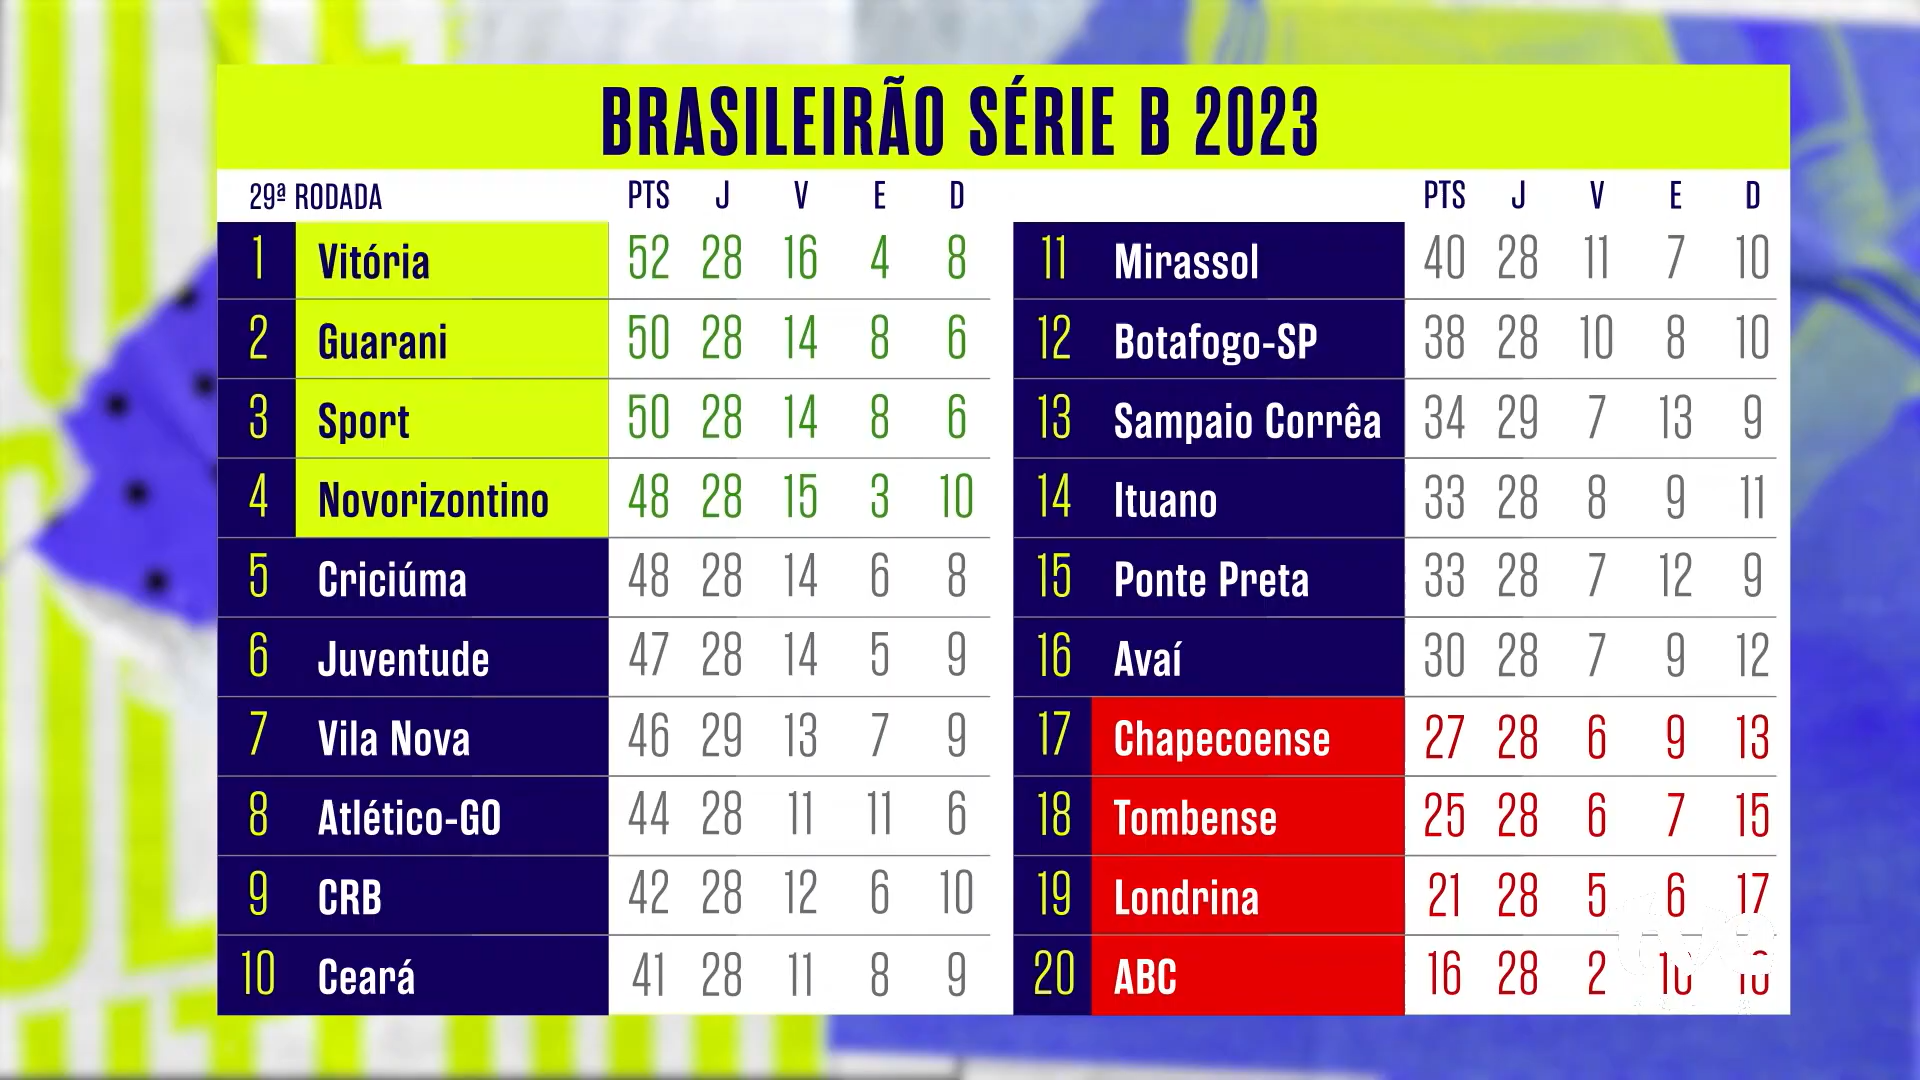 BRASILEIRÃO SÉRIE B 2023
29ª RODADA PTS J V E D
1 Vitória 52 28 16 4 8
2 Guarani 50 28 14 8 6
3 Sport 50 28 14 8 6
4 Novorizontino 48 28 15 3 10
5 Criciúma 48 28 14 6 8
6 Juventude 47 28 14 5 9
7 Vila Nova 46 29 13 7 9
8 Atlético-GO 44 28 11 11 6
9 CRB 42 28 12 6 10
10 Ceará 41 28 11 8 9
PTS J V E D
11 Mirassol 40 28 11 7 10
12 Botafogo-SP 38 28 10 8 10
13 Sampaio Corrêa 34 29 7 13 9
14 Ituano 33 28 8 9 11
15 Ponte Preta 33 28 7 12 9
16 Avaí 30 28 7 9 12
17 Chapecoense 27 28 6 9 13
18 Tombense 25 28 6 7 15
19 Londrina 21 28 5 6 17
20 ABC 16 28 2 10